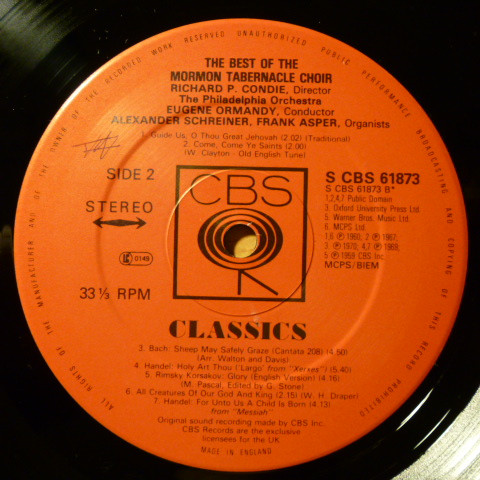 ALL RIGHTS OF THE MANUFACTURER AND OF THE OWNER OF THE RECORDED WORK RESERVED UNAUTHORIZED PUBLIC PERFORMANCE BROADCASTING AND COPYING OF THIS RECORD PROHIBITED
THE BEST OF THE
MORMON TABERNACLE CHOIR
RICHARD P. CONDIE, Director
The Philadelphia Orchestra
EUGENE ORMANDY, Conductor
ALEXANDER SCHREINER, FRANK ASPER, Organists
1. Guide Us, O Thou Great Jehovah (2.02) (Traditional)
2. Come, Come Ye Saints (2.00)
(W. Clayton - Old English Tune)
SIDE 2
STEREO
0149
33⅓ RPM
CBS
S CBS 61873
S CBS 61873 B*
1,2,4,7 Public Domain
3. Oxford University Press Ltd
5. Warner Bros. Music Ltd.
6. MCPS Ltd.
1,6 ℗ 1960, 2 ℗ 1967;
3 ℗ 1970, 4,7 ℗ 1969;
5 ℗ 1959 CBS Inc.
MCPS/BIEM
CLASSICS
3. Bach: Sheep May Safely Graze (Cantata 208) (4.50)
(Arr. Walton and Davis)
4. Handel: Holy Art Thou ('Largo' from "Xerxes") (5.40)
5. Rimsky Korsakov: Glory (English Version) (4.16)
(M. Pascal, Edited by G. Stone)
6. All Creatures Of Our God And King (2.15) (W. H. Draper)
7. Handel: For Unto Us A Child Is Born (4.13)
from "Messiah"
Original sound recording made by CBS Inc.
CBS Records are the exclusive
licensees for the UK
MADE IN ENGLAND